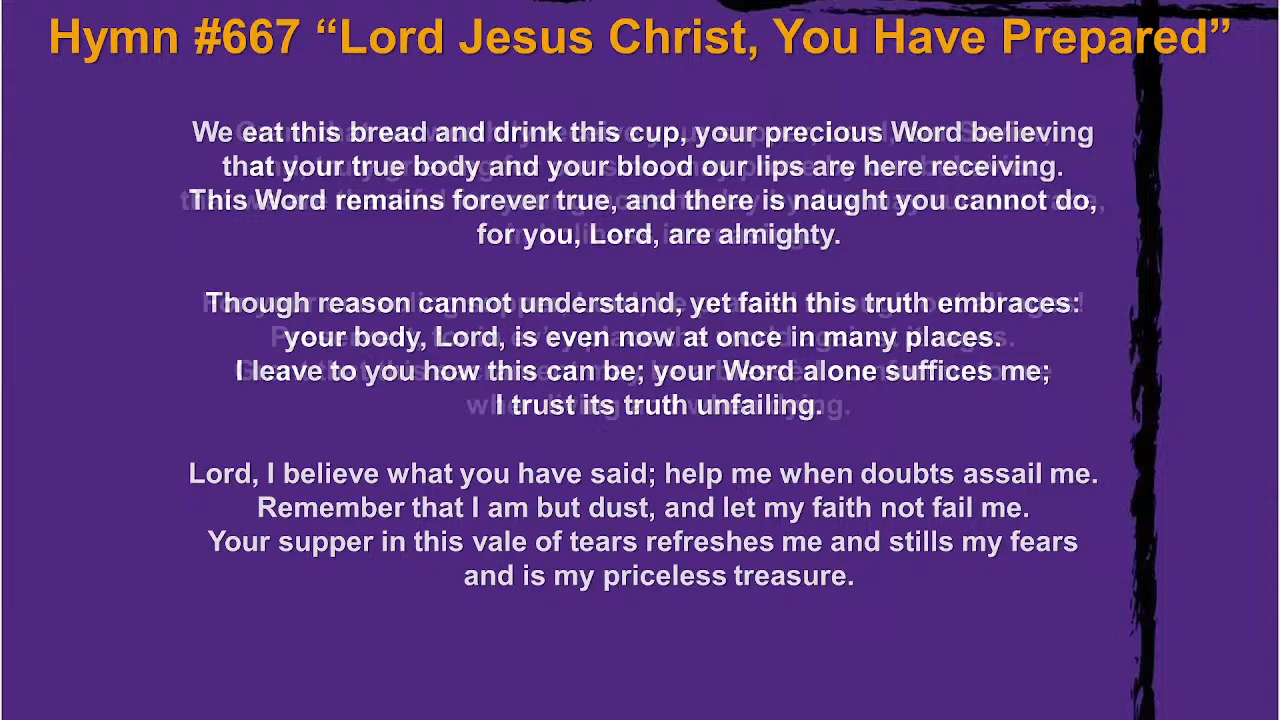 Hymn #667 “Lord Jesus Christ, You Have Prepared”
We eat this bread and drink this cup, your precious Word believing
that your true body and your blood our lips are here receiving.
This Word remains forever true, and there is naught you cannot do,
for you, Lord, are almighty.
Though reason cannot understand, yet faith this truth embraces:
your body, Lord, is even now at once in many places.
I leave to you how this can be; your Word alone suffices me;
I trust its truth unfailing.
Lord, I believe what you have said; help me when doubts assail me.
Remember that I am but dust, and let my faith not fail me.
Your supper in this vale of tears refreshes me and stills my fears
and is my priceless treasure.